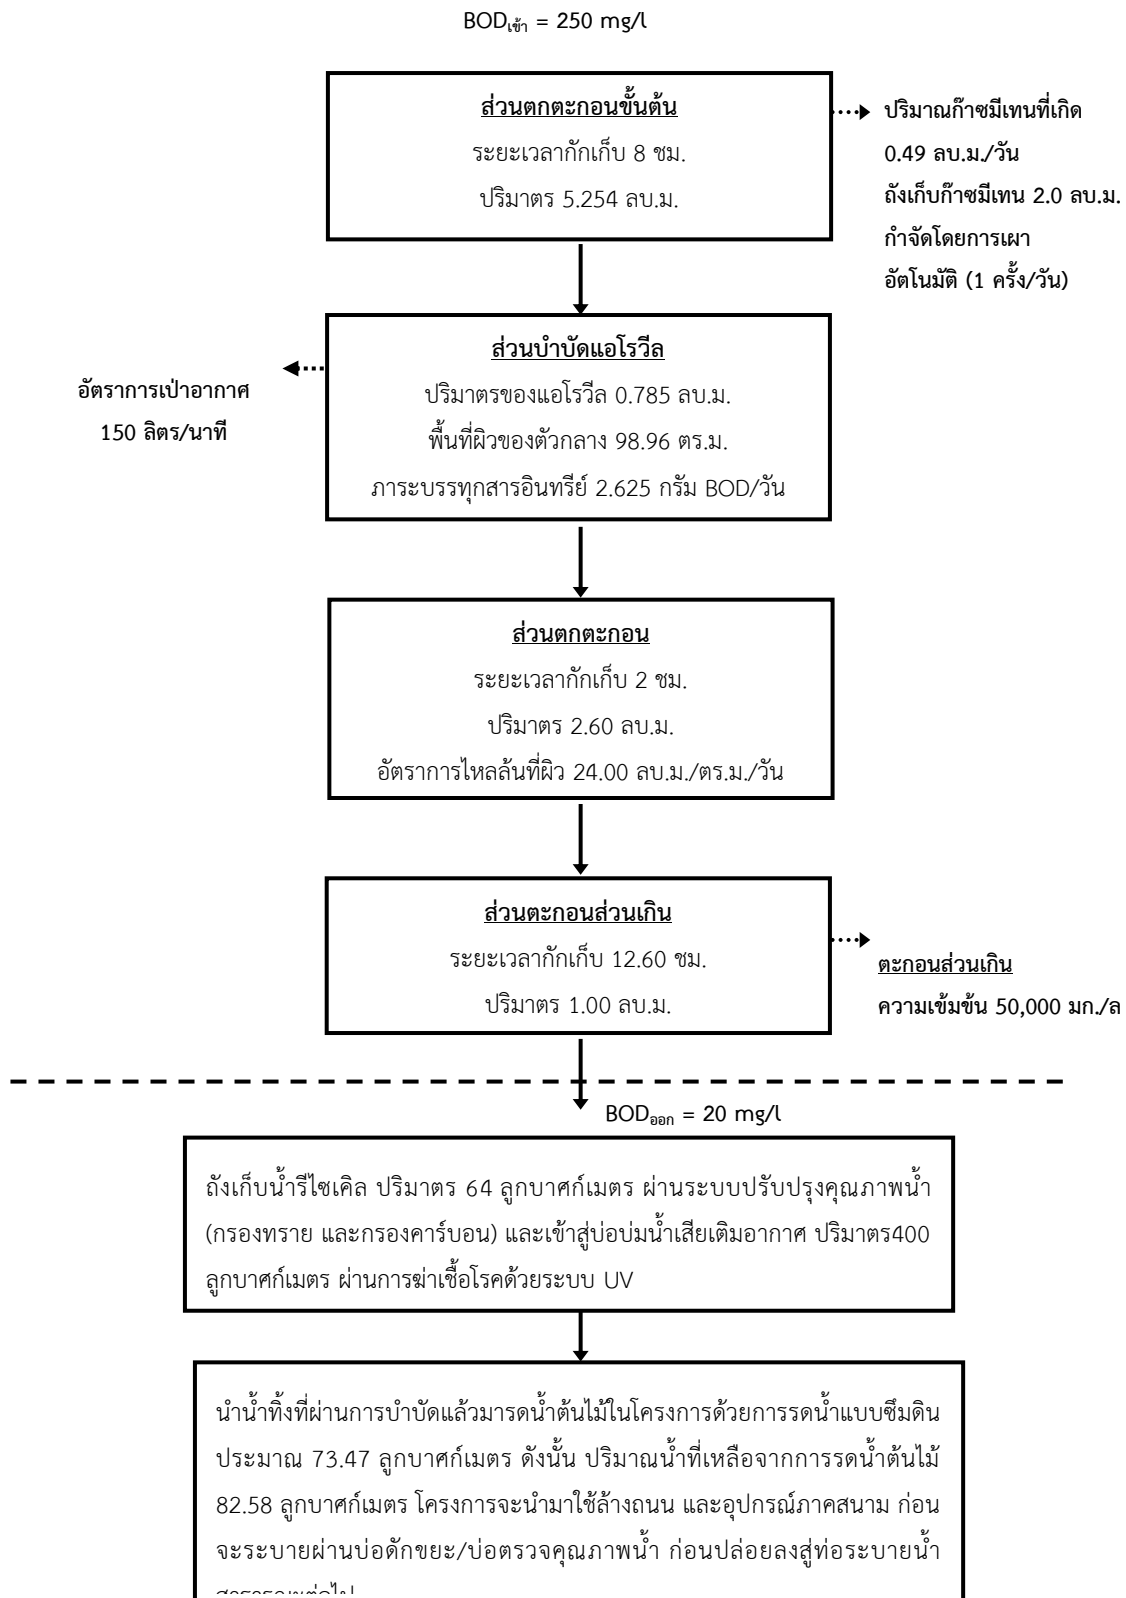 BODเข้า = 250 mg/l
ส่วนตกตะกอนขั้นต้น
ระยะเวลากักเก็บ 8 ชม.
ปริมาตร 5.254 ลบ.ม.
ปริมาณก๊าซมีเทนที่เกิด
0.49 ลบ.ม./วัน
ถังเก็บก๊าซมีเทน 2.0 ลบ.ม.
กำจัดโดยการเผา
อัตโนมัติ (1 ครั้ง/วัน)
ส่วนบำบัดแอโรวีล
ปริมาตรของแอโรวีล 0.785 ลบ.ม.
พื้นที่ผิวของตัวกลาง 98.96 ตร.ม.
ภาระบรรทุกสารอินทรีย์ 2.625 กรัม BOD/วัน
อัตราการเป่าอากาศ
150 ลิตร/นาที
ส่วนตกตะกอน
ระยะเวลากักเก็บ 2 ชม.
ปริมาตร 2.60 ลบ.ม.
อัตราการไหลล้นที่ผิว 24.00 ลบ.ม./ตร.ม./วัน
ส่วนตะกอนส่วนเกิน
ระยะเวลากักเก็บ 12.60 ชม.
ปริมาตร 1.00 ลบ.ม.
ตะกอนส่วนเกิน
ความเข้มข้น 50,000 มก./ล
BODออก = 20 mg/l
ถังเก็บน้ำรีไซเคิล ปริมาตร 64 ลูกบาศก์เมตร ผ่านระบบปรับปรุงคุณภาพน้ำ
(กรองทราย และกรองคาร์บอน) และเข้าสู่บ่อบ่มน้ำเสียเติมอากาศ ปริมาตร400
ลูกบาศก์เมตร ผ่านการฆ่าเชื้อโรคด้วยระบบ UV
นำน้ำทิ้งที่ผ่านการบำบัดแล้วมารดน้ำต้นไม้ในโครงการด้วยการรดน้ำแบบซึมดิน
ประมาณ 73.47 ลูกบาศก์เมตร ดังนั้น ปริมาณน้ำที่เหลือจากการรดน้ำต้นไม้
82.58 ลูกบาศก์เมตร โครงการจะนำมาใช้ล้างถนน และอุปกรณ์ภาคสนาม ก่อน
จะระบายผ่านบ่อดักขยะ/บ่อตรวจคุณภาพน้ำ ก่อนปล่อยลงสู่ท่อระบายน้ำ